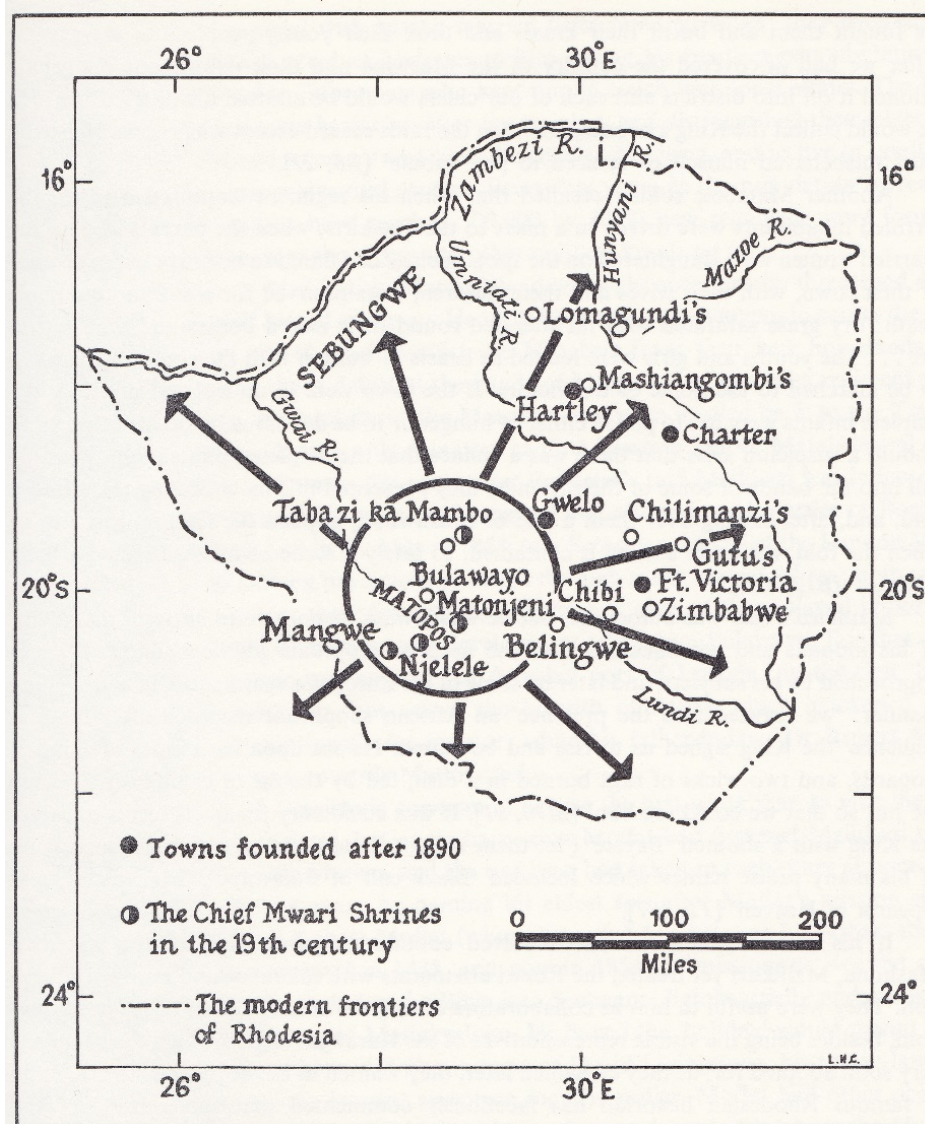 26°
30°E
16°
16°
Zambezi R.
Hunyani R.
Umniati R.
Mazoe R.
SEBUNGWE
Lomagundi's
Mashiangombi's
Hartley
Gwai R.
Charter
Gwelo
Taba zi ka Mambo
Chilimanzi's
Gutu's
20°S
20°S
Bulawayo
Chibi
Ft. Victoria
MATOPOS
Matonjeni
Zimbabwe
Mangwe
Belingwe
Njelele
Lundi R.
Towns founded after 1890
The Chief Mwari Shrines
in the 19th century
0 100 200
Miles
24°
24°
The modern frontiers
of Rhodesia
L.H.C.
26°
30°E